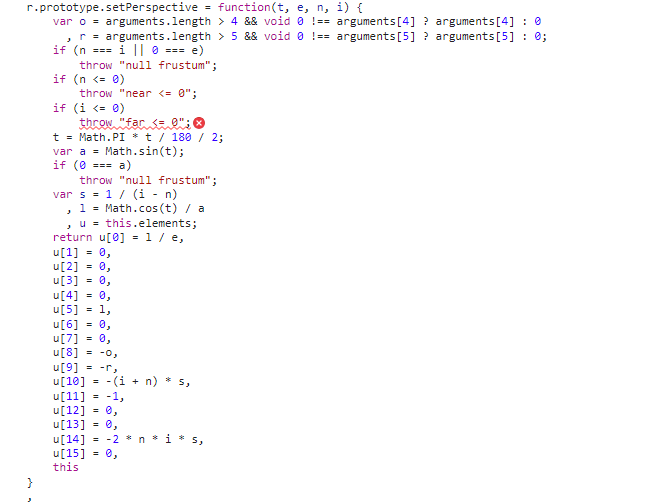 r.prototype.setPerspective = function(t, e, n, i) {
var o = arguments.length > 4 && void 0 !== arguments[4] ? arguments[4] : 0
, r = arguments.length > 5 && void 0 !== arguments[5] ? arguments[5] : 0;
if (n === i || 0 === e)
throw "null frustum";
if (n <= 0)
throw "near <= 0";
if (i <= 0)
throw "far <= 0";
t = Math.PI * t / 180 / 2;
var a = Math.sin(t);
if (0 === a)
throw "null frustum";
var s = 1 / (i - n)
, l = Math.cos(t) / a
, u = this.elements;
return u[0] = l / e,
u[1] = 0,
u[2] = 0,
u[3] = 0,
u[4] = 0,
u[5] = l,
u[6] = 0,
u[7] = 0,
u[8] = -o,
u[9] = -r,
u[10] = -(i + n) * s,
u[11] = -1,
u[12] = 0,
u[13] = 0,
u[14] = -2 * n * i * s,
u[15] = 0,
this
}
,